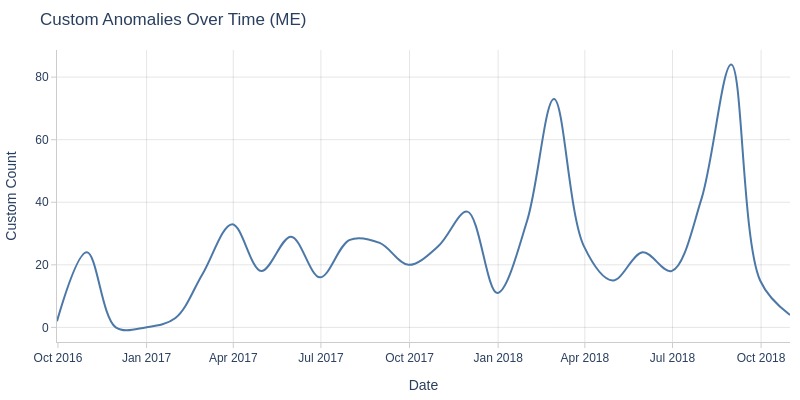 Custom Anomalies Over Time (ME)
Custom Count
80
60
40
20
0
Oct 2016
Jan 2017
Apr 2017
Jul 2017
Oct 2017
Jan 2018
Apr 2018
Jul 2018
Oct 2018
Date